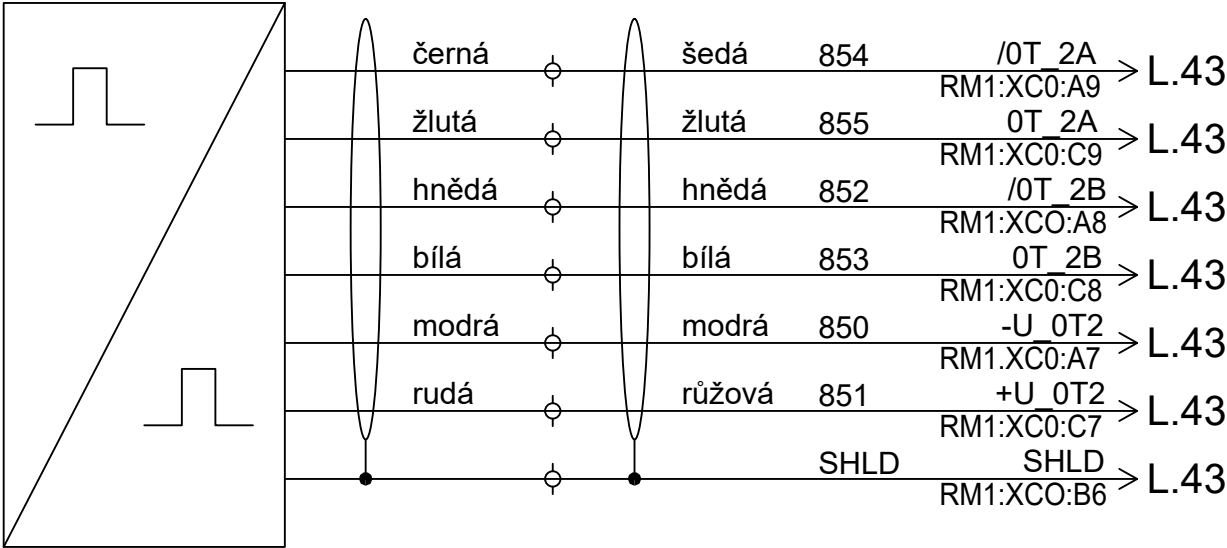 černá šedá 854 /0T_2A L.43
RM1:XC0:A9
žlutá žlutá 855 0T_2A L.43
RM1:XC0:C9
hnědá hnědá 852 /0T_2B L.43
RM1:XCO:A8
bílá bílá 853 0T_2B L.43
RM1:XC0:C8
modrá modrá 850 -U_0T2 L.43
RM1.XC0:A7
rudá růžová 851 +U_0T2 L.43
RM1:XC0:C7
SHLD SHLD L.43
RM1:XCO:B6